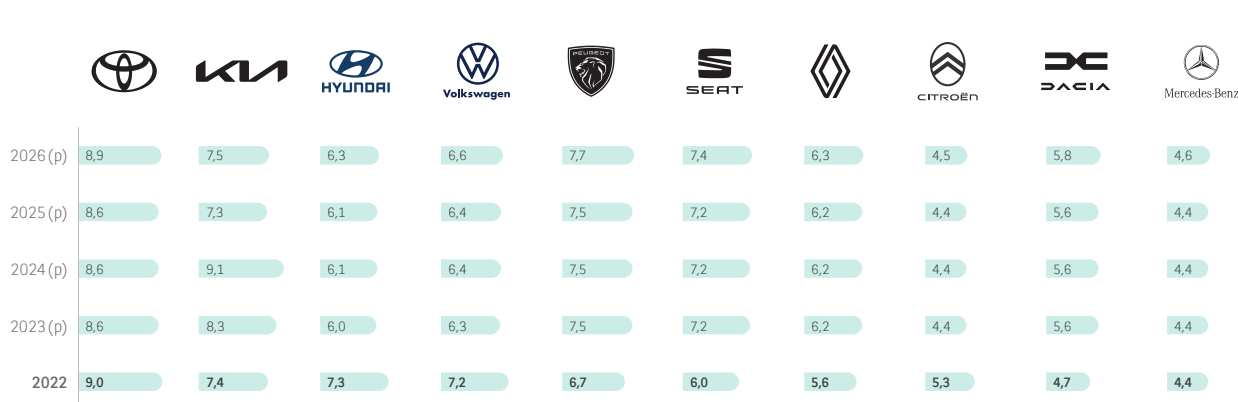 KIA
HYUNDAI
Volkswagen
PEUGEOT
SEAT
CITROËN
DACIA
Mercedes-Benz
2026 (p) 8,9 7,5 6,3 6,6 7,7 7,4 6,3 4,5 5,8 4,6
2025 (p) 8,6 7,3 6,1 6,4 7,5 7,2 6,2 4,4 5,6 4,4
2024 (p) 8,6 9,1 6,1 6,4 7,5 7,2 6,2 4,4 5,6 4,4
2023 (p) 8,6 8,3 6,0 6,3 7,5 7,2 6,2 4,4 5,6 4,4
2022 9,0 7,4 7,3 7,2 6,7 6,0 5,6 5,3 4,7 4,4